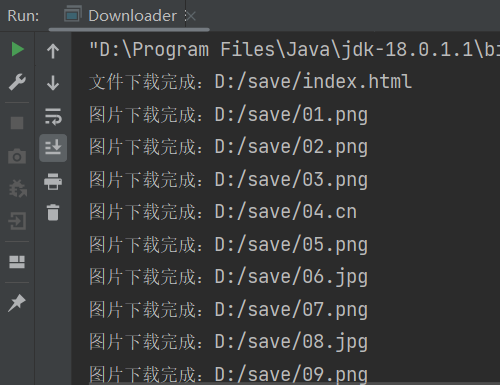 Run: Downloader
"D:\Program Files\Java\jdk-18.0.1.1\b
文件下载完成：D:/save/index.html
图片下载完成：D:/save/01.png
图片下载完成：D:/save/02.png
图片下载完成：D:/save/03.png
图片下载完成：D:/save/04.cn
图片下载完成：D:/save/05.png
图片下载完成：D:/save/06.jpg
图片下载完成：D:/save/07.png
图片下载完成：D:/save/08.jpg
图片下载完成：D:/save/09.png